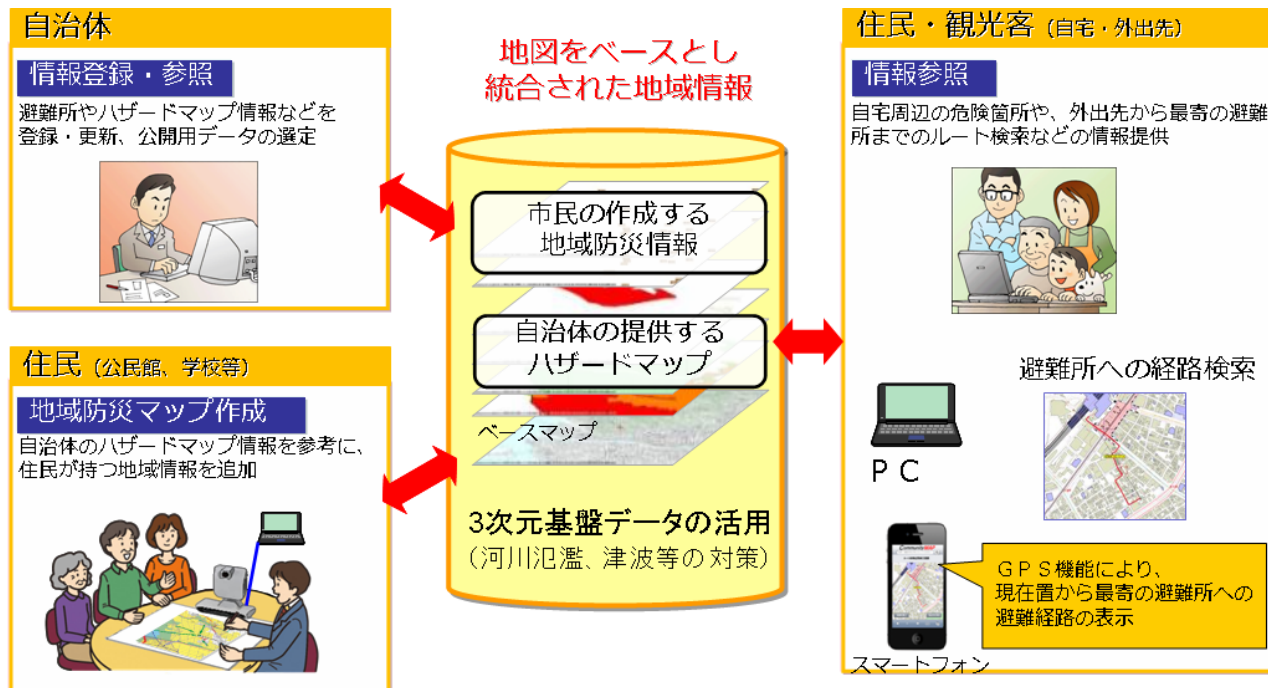 自治体
情報登録・参照
避難所やハザードマップ情報などを
登録・更新、公開用データの選定
住民（公民館、学校等）
地域防災マップ作成
自治体のハザードマップ情報を参考に、
住民が持つ地域情報を追加
地図をベースとし
統合された地域情報
市民の作成する
地域防災情報
自治体の提供する
ハザードマップ
ベースマップ
3次元基盤データの活用
（河川氾濫、津波等の対策）
住民・観光客（自宅・外出先）
情報参照
自宅周辺の危険箇所や、外出先から最寄の避難
所までのルート検索などの情報提供
避難所への経路検索
ＰＣ
ＧＰＳ機能により、
現在置から最寄の避難所への
避難経路の表示
スマートフォン